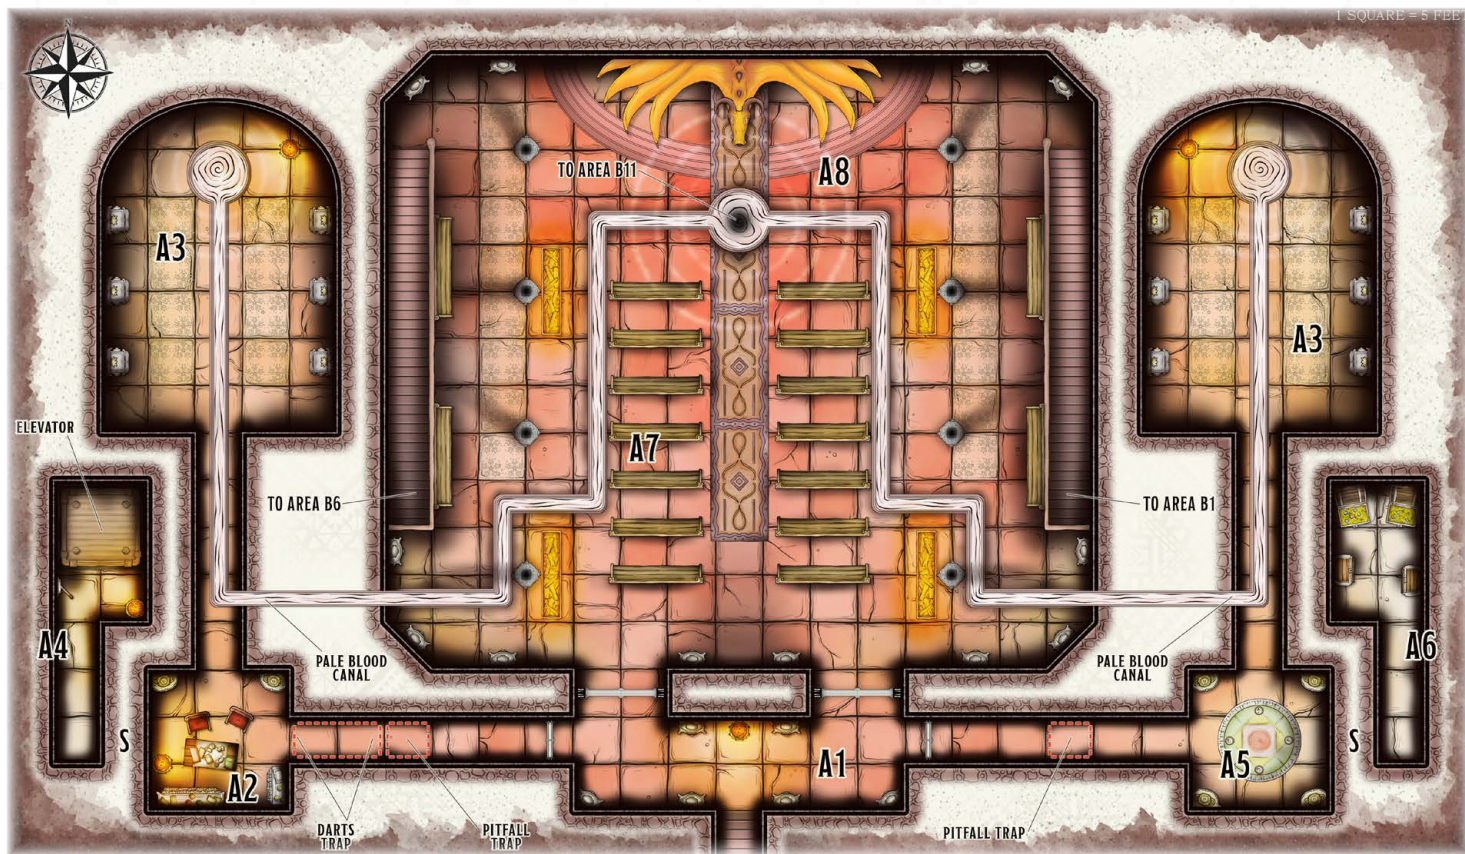 1 SQUARE = 5 FEE
TO AREA B11
A8
A3
A3
ELEVATOR
A7
TO AREA B6
TO AREA B1
A4
PALE BLOOD
CANAL
PALE BLOOD
CANAL
A6
S
S
A2
A1
A5
DARTS
TRAP
PITFALL
TRAP
PITFALL TRAP